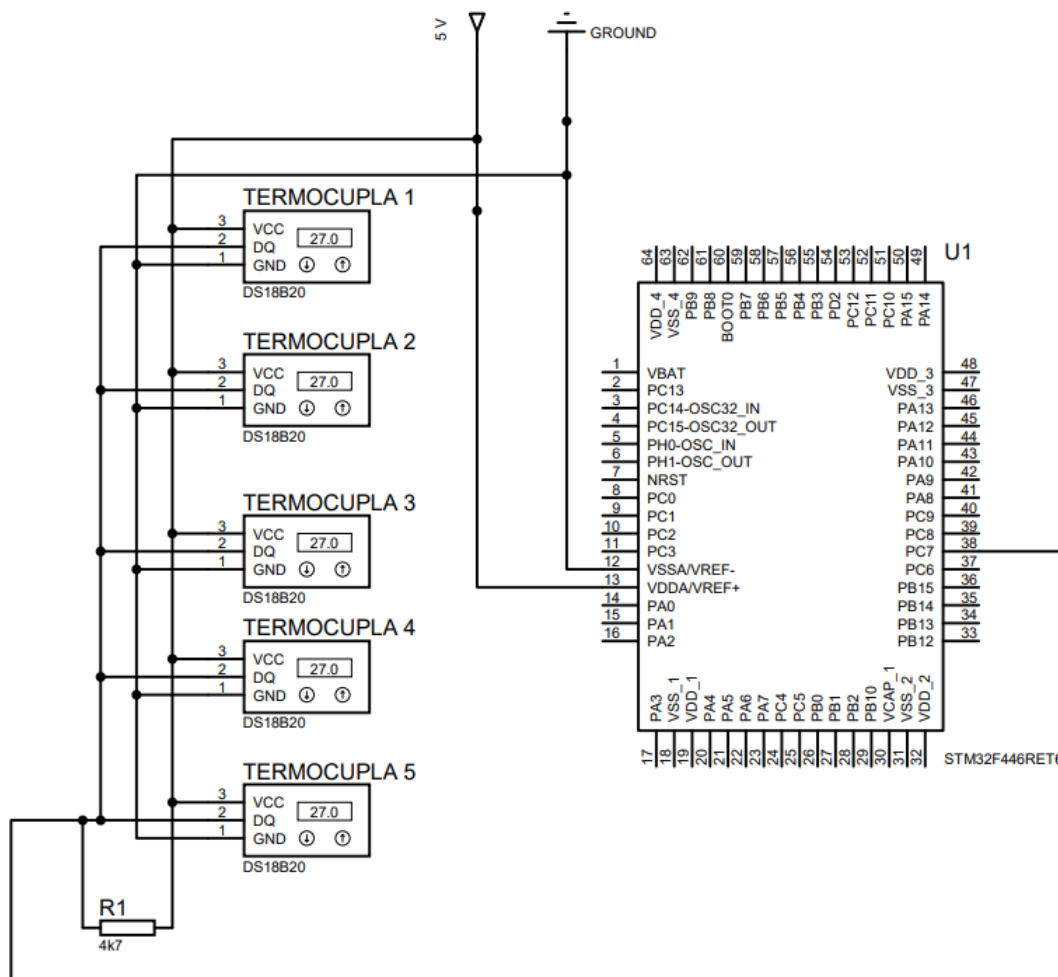 5 V
GROUND
TERMOCUPLA 1
3 VCC
2 DQ 27.0
1 GND
DS18B20
TERMOCUPLA 2
3 VCC
2 DQ 27.0
1 GND
DS18B20
TERMOCUPLA 3
3 VCC
2 DQ 27.0
1 GND
DS18B20
TERMOCUPLA 4
3 VCC
2 DQ 27.0
1 GND
DS18B20
TERMOCUPLA 5
3 VCC
2 DQ 27.0
1 GND
DS18B20
R1
4k7
U1
64 VDD_4
63 VSS_4
62 PB9
61 PB8
60 BOOT0
59 PB7
58 PB6
57 PB5
56 PB4
55 PB3
54 PD2
53 PC12
52 PC11
51 PC10
50 PA15
49 PA14
1 VBAT
2 PC13
3 PC14-OSC32_IN
4 PC15-OSC32_OUT
5 PH0-OSC_IN
6 PH1-OSC_OUT
7 NRST
8 PC0
9 PC1
10 PC2
11 PC3
12 VSSA/VREF-
13 VDDA/VREF+
14 PA0
15 PA1
16 PA2
VDD_3 48
VSS_3 47
PA13 46
PA12 45
PA11 44
PA10 43
PA9 42
PA8 41
PC9 40
PC8 39
PC7 38
PC6 37
PB15 36
PB14 35
PB13 34
PB12 33
17 PA3
18 VSS_1
19 VDD_1
20 PA4
21 PA5
22 PA6
23 PA7
24 PC4
25 PC5
26 PB0
27 PB1
28 PB2
29 PB10
30 VCAP_1
31 VSS_2
32 VDD_2
STM32F446RET6